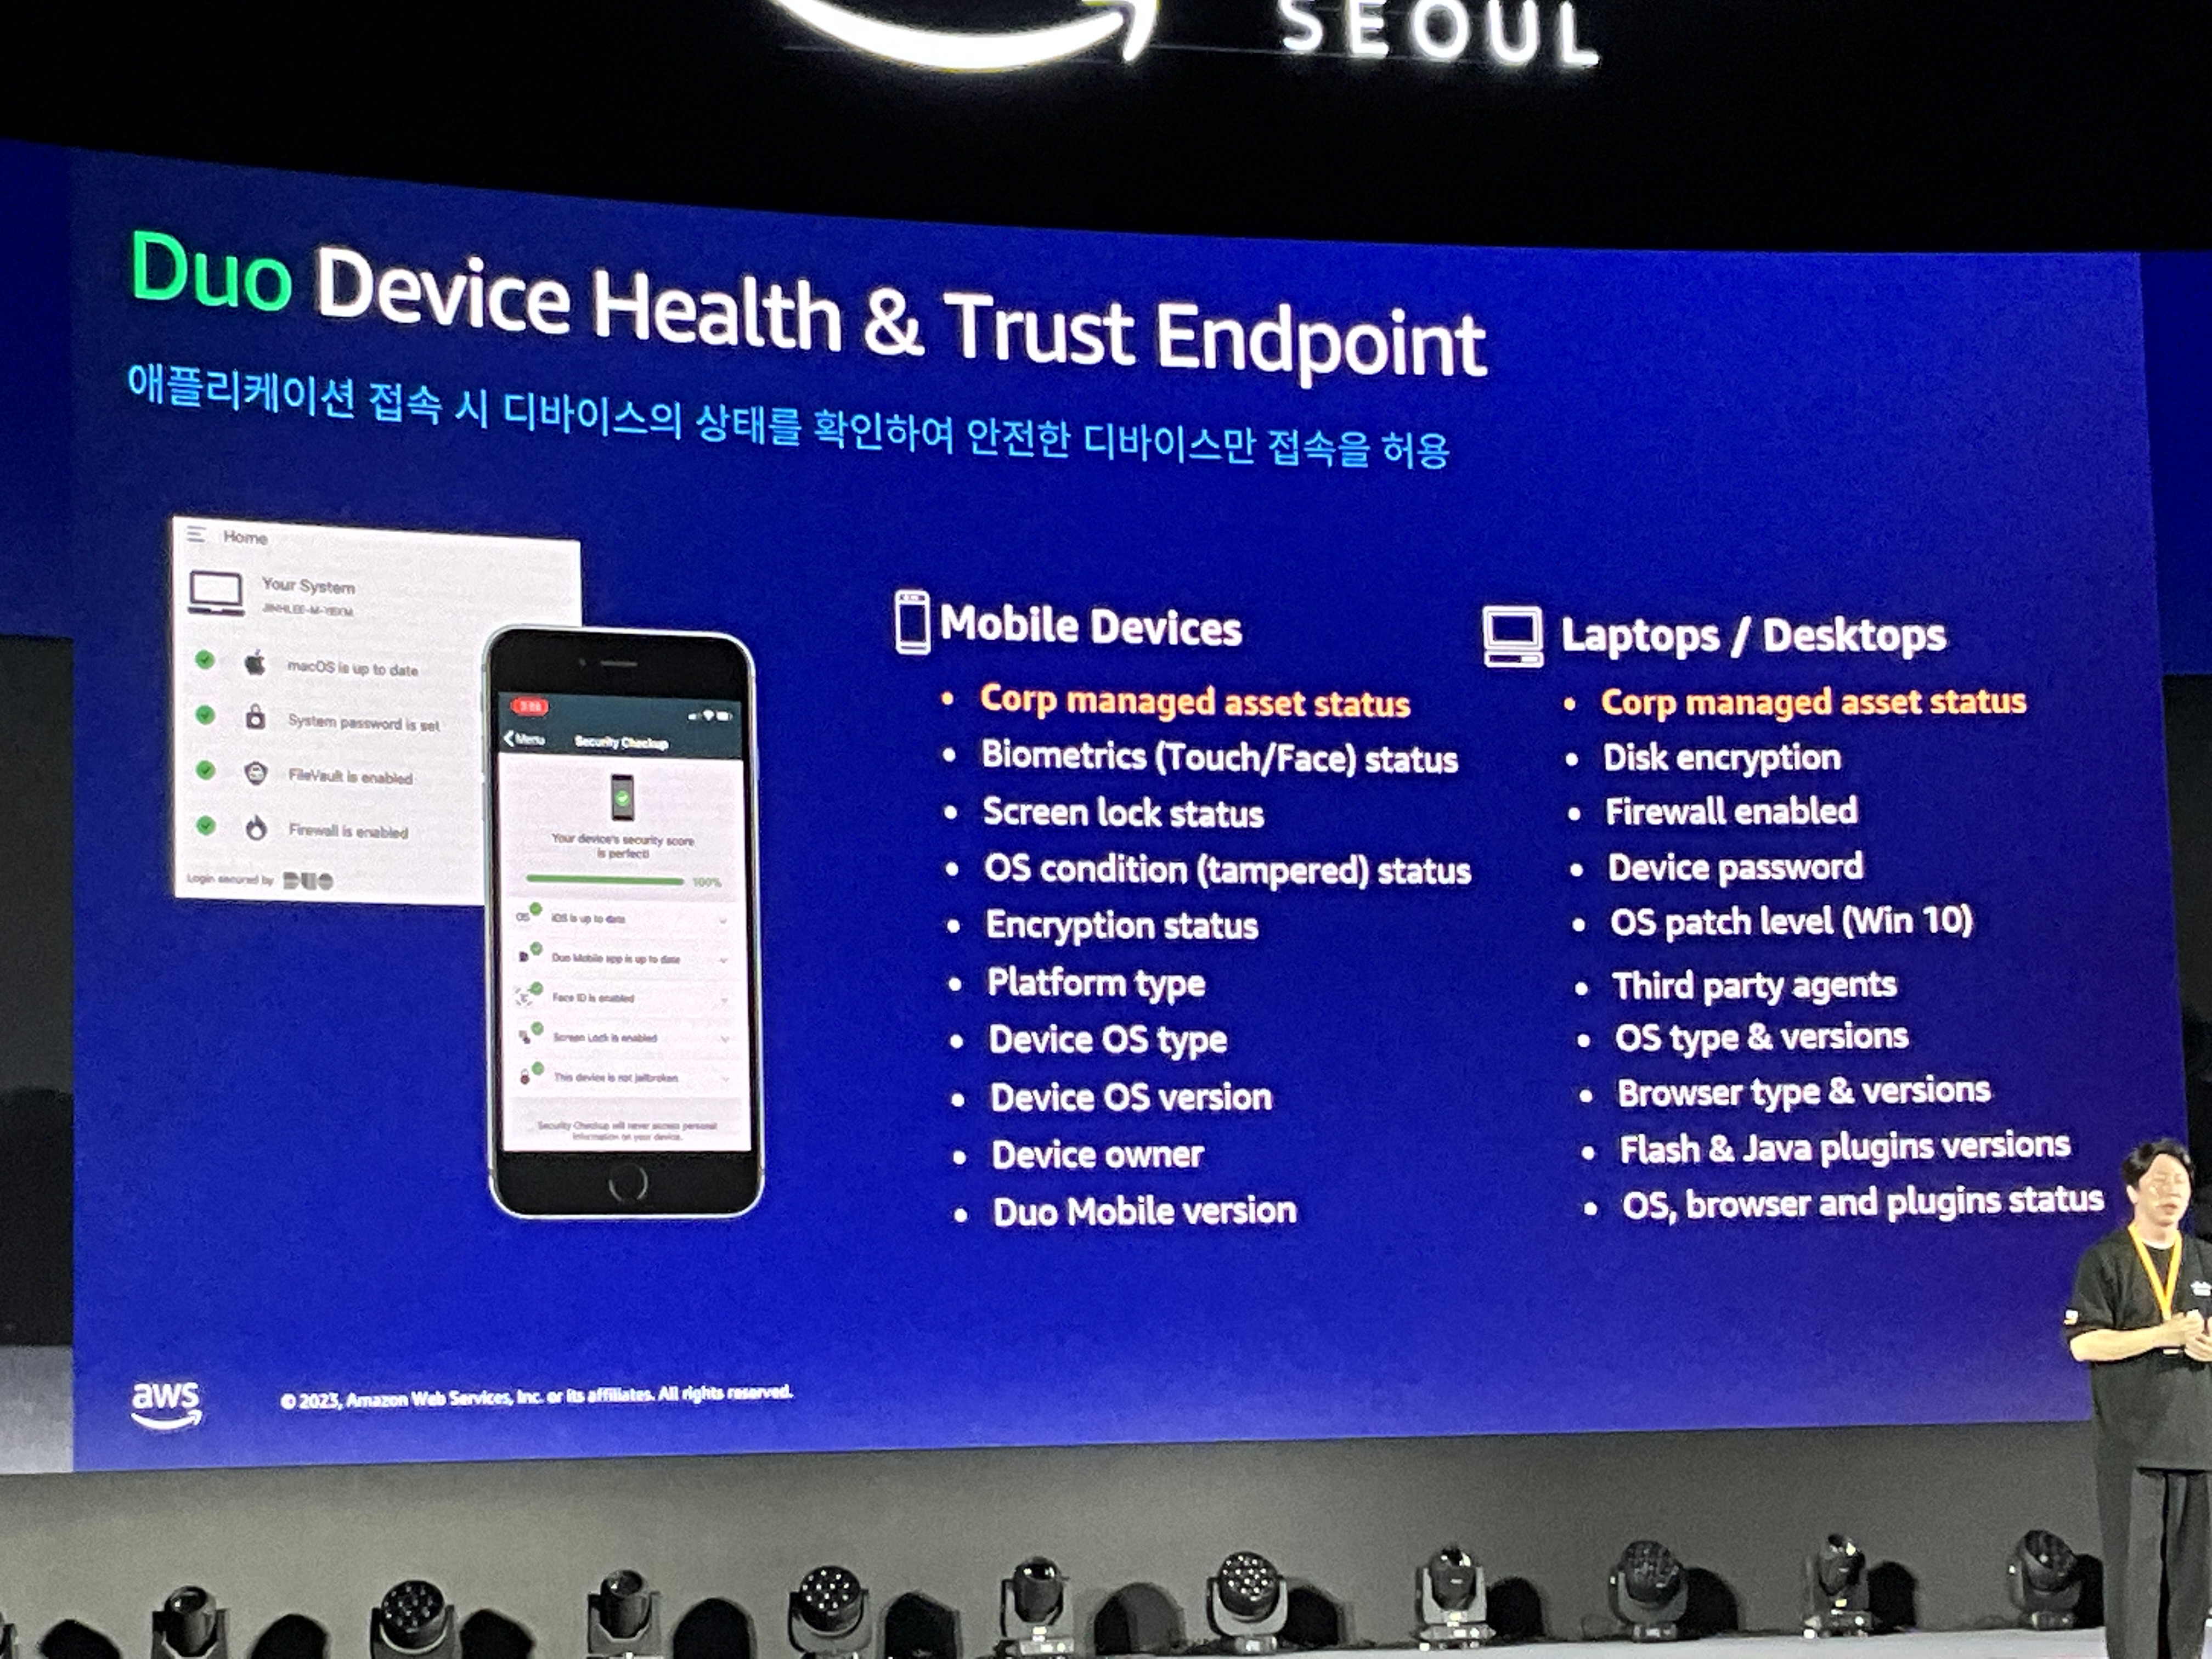 SEOUL
Duo Device Health & Trust Endpoint
애플리케이션 접속 시 디바이스의 상태를 확인하여 안전한 디바이스만 접속을 허용
Home
Your System
macOS is up to date
System password is set
FileVault is enabled
Firewall is enabled
Login secured by DUO
Menu Security Checkup
Your device's security score
is perfect!
100%
iOS is up to date
Duo Mobile app is up to date
Face ID is enabled
Screen Lock is enabled
This device is not jailbroken
Security Checkup will never access personal
information on your device.
Mobile Devices
• Corp managed asset status
• Biometrics (Touch/Face) status
• Screen lock status
• OS condition (tampered) status
• Encryption status
• Platform type
• Device OS type
• Device OS version
• Device owner
• Duo Mobile version
Laptops / Desktops
• Corp managed asset status
• Disk encryption
• Firewall enabled
• Device password
• OS patch level (Win 10)
• Third party agents
• OS type & versions
• Browser type & versions
• Flash & Java plugins versions
• OS, browser and plugins status
aws
© 2023, Amazon Web Services, Inc. or its affiliates. All rights reserved.